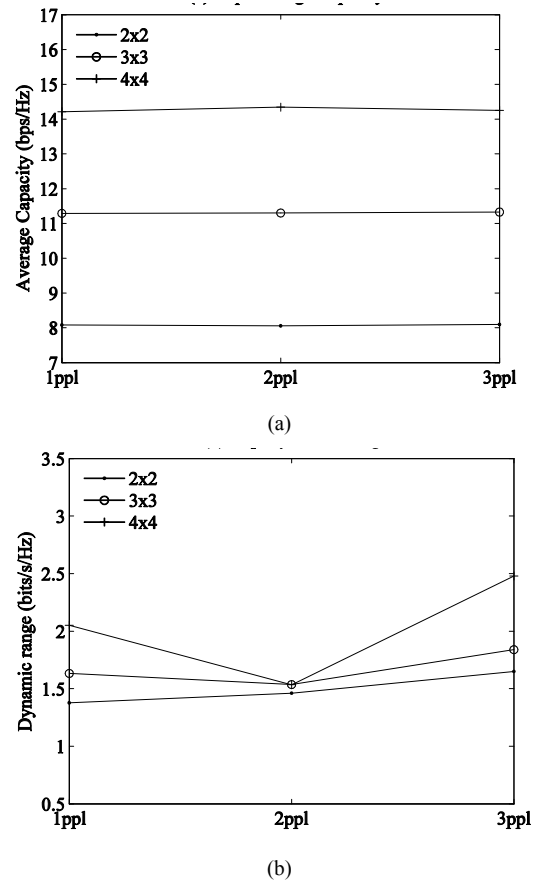 17
2x2
16
3x3
4x4
15
14
13
12
11
10
9
8
7
Average Capacity (bps/Hz)
1ppl 2ppl 3ppl
(a)
3.5
2x2
3x3
3
4x4
2.5
2
1.5
1
0.5
Dynamic range (bits/s/Hz)
1ppl 2ppl 3ppl
(b)